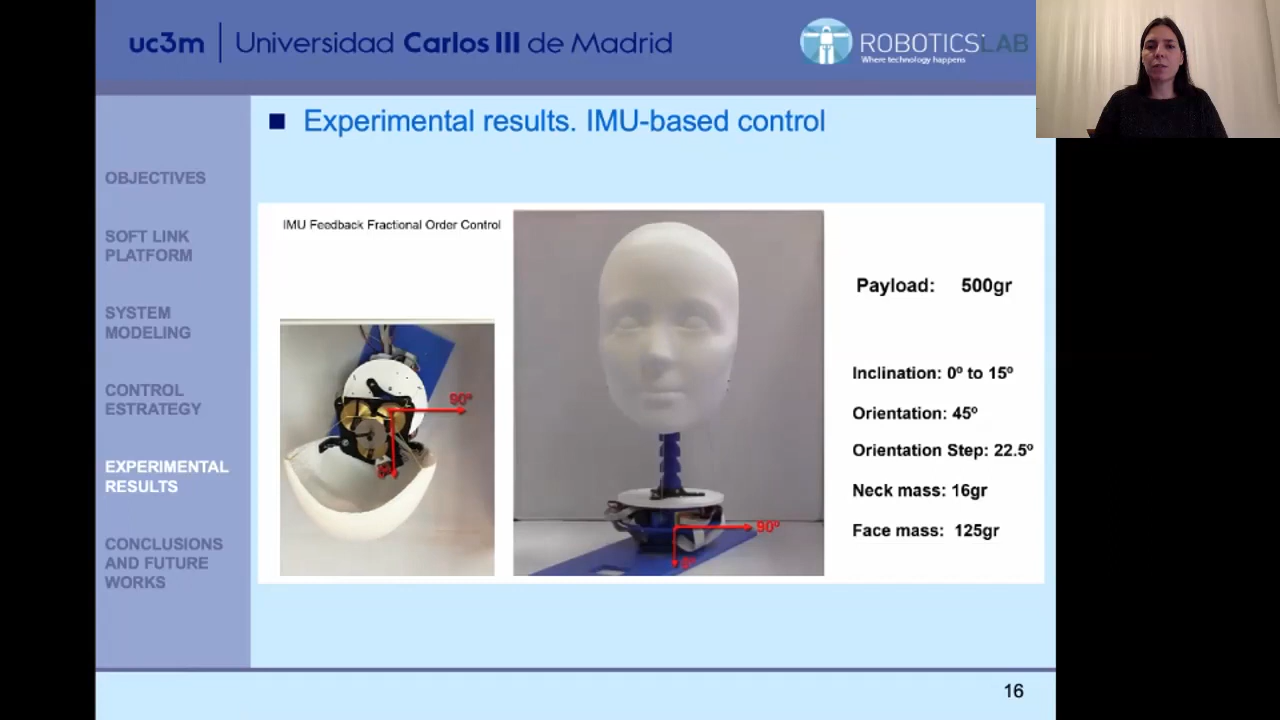 uc3m | Universidad Carlos III de Madrid
ROBOTICSLAB
Where technology happens
Experimental results. IMU-based control
OBJECTIVES
SOFT LINK
PLATFORM
SYSTEM
MODELING
CONTROL
ESTRATEGY
EXPERIMENTAL
RESULTS
CONCLUSIONS
AND FUTURE
WORKS
IMU Feedback Fractional Order Control
90º
0º
90º
0º
Payload: 500gr
Inclination: 0º to 15º
Orientation: 45º
Orientation Step: 22.5º
Neck mass: 16gr
Face mass: 125gr
16